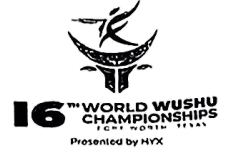 16TH WORLD WUSHU
CHAMPIONSHIPS
FORT WORTH, TEXAS
Presented by HYX